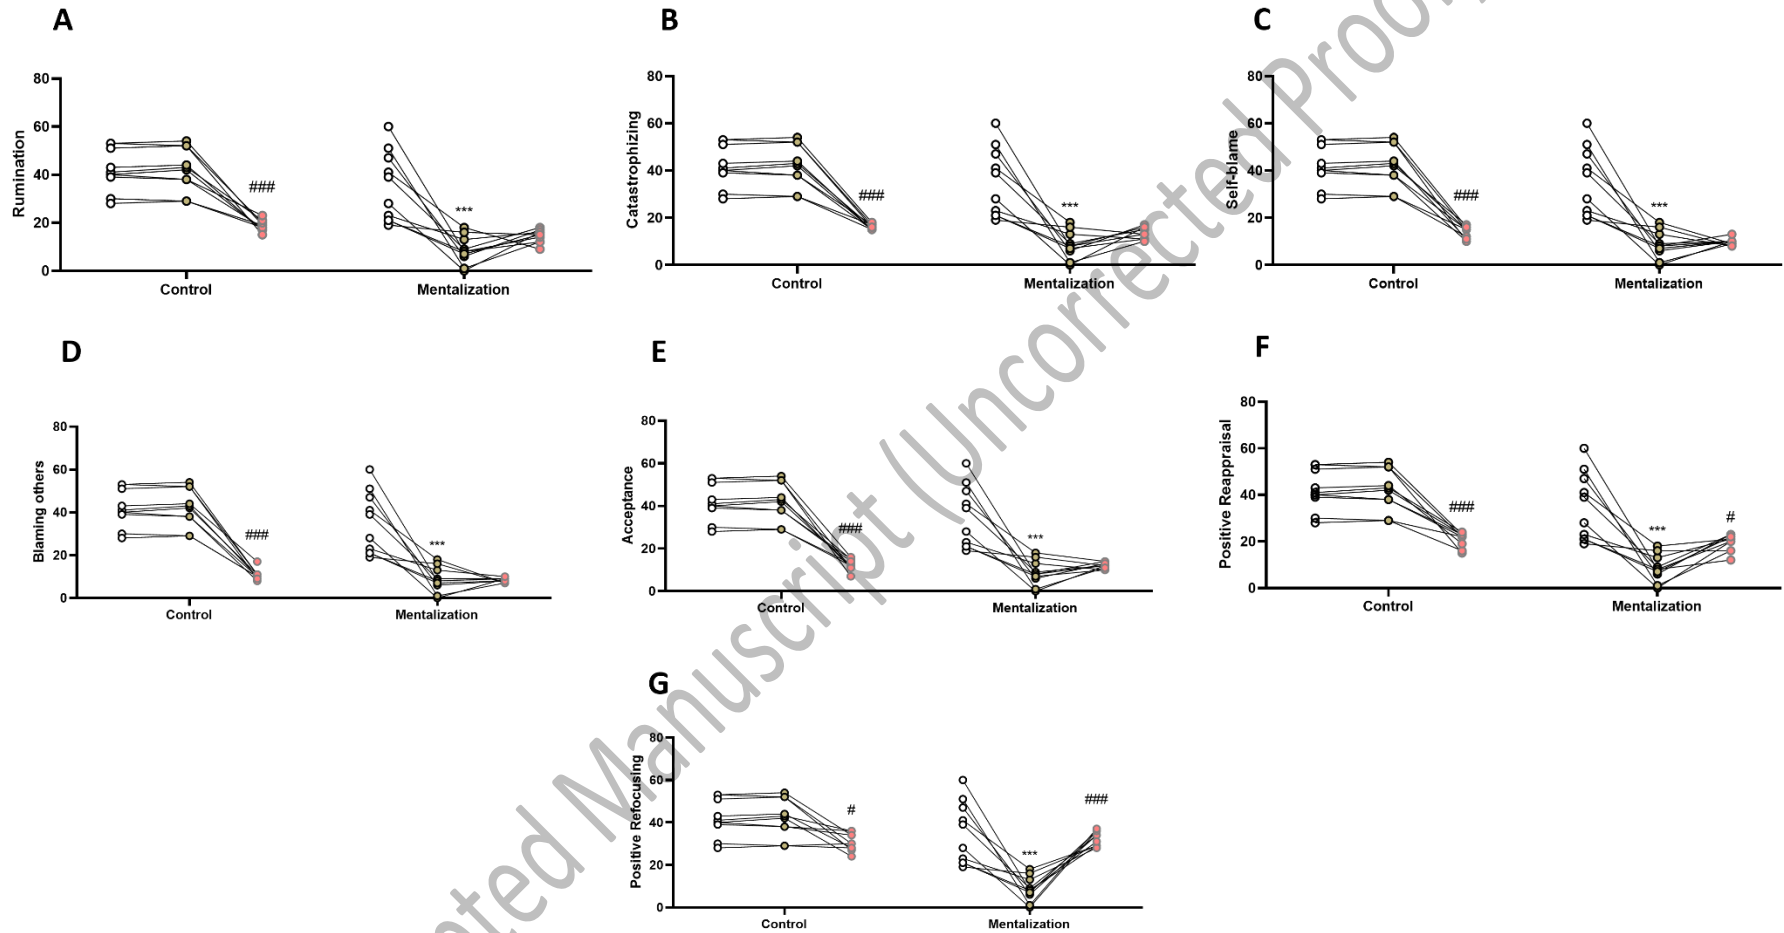 A
B
C
80
60
40
20
0
Rumination
###
***
Control
Mentalization
80
60
40
20
0
Catastrophizing
###
***
Control
Mentalization
80
60
40
20
0
Self-blame
###
***
Control
Mentalization
D
E
F
80
60
40
20
0
Blaming others
###
***
Control
Mentalization
80
60
40
20
0
Acceptance
###
***
Control
Mentalization
80
60
40
20
0
Positive Reappraisal
###
***
#
Control
Mentalization
G
80
60
40
20
0
Positive Refocusing
#
***
###
Control
Mentalization
pted Manuscript (Uncorrected Proof